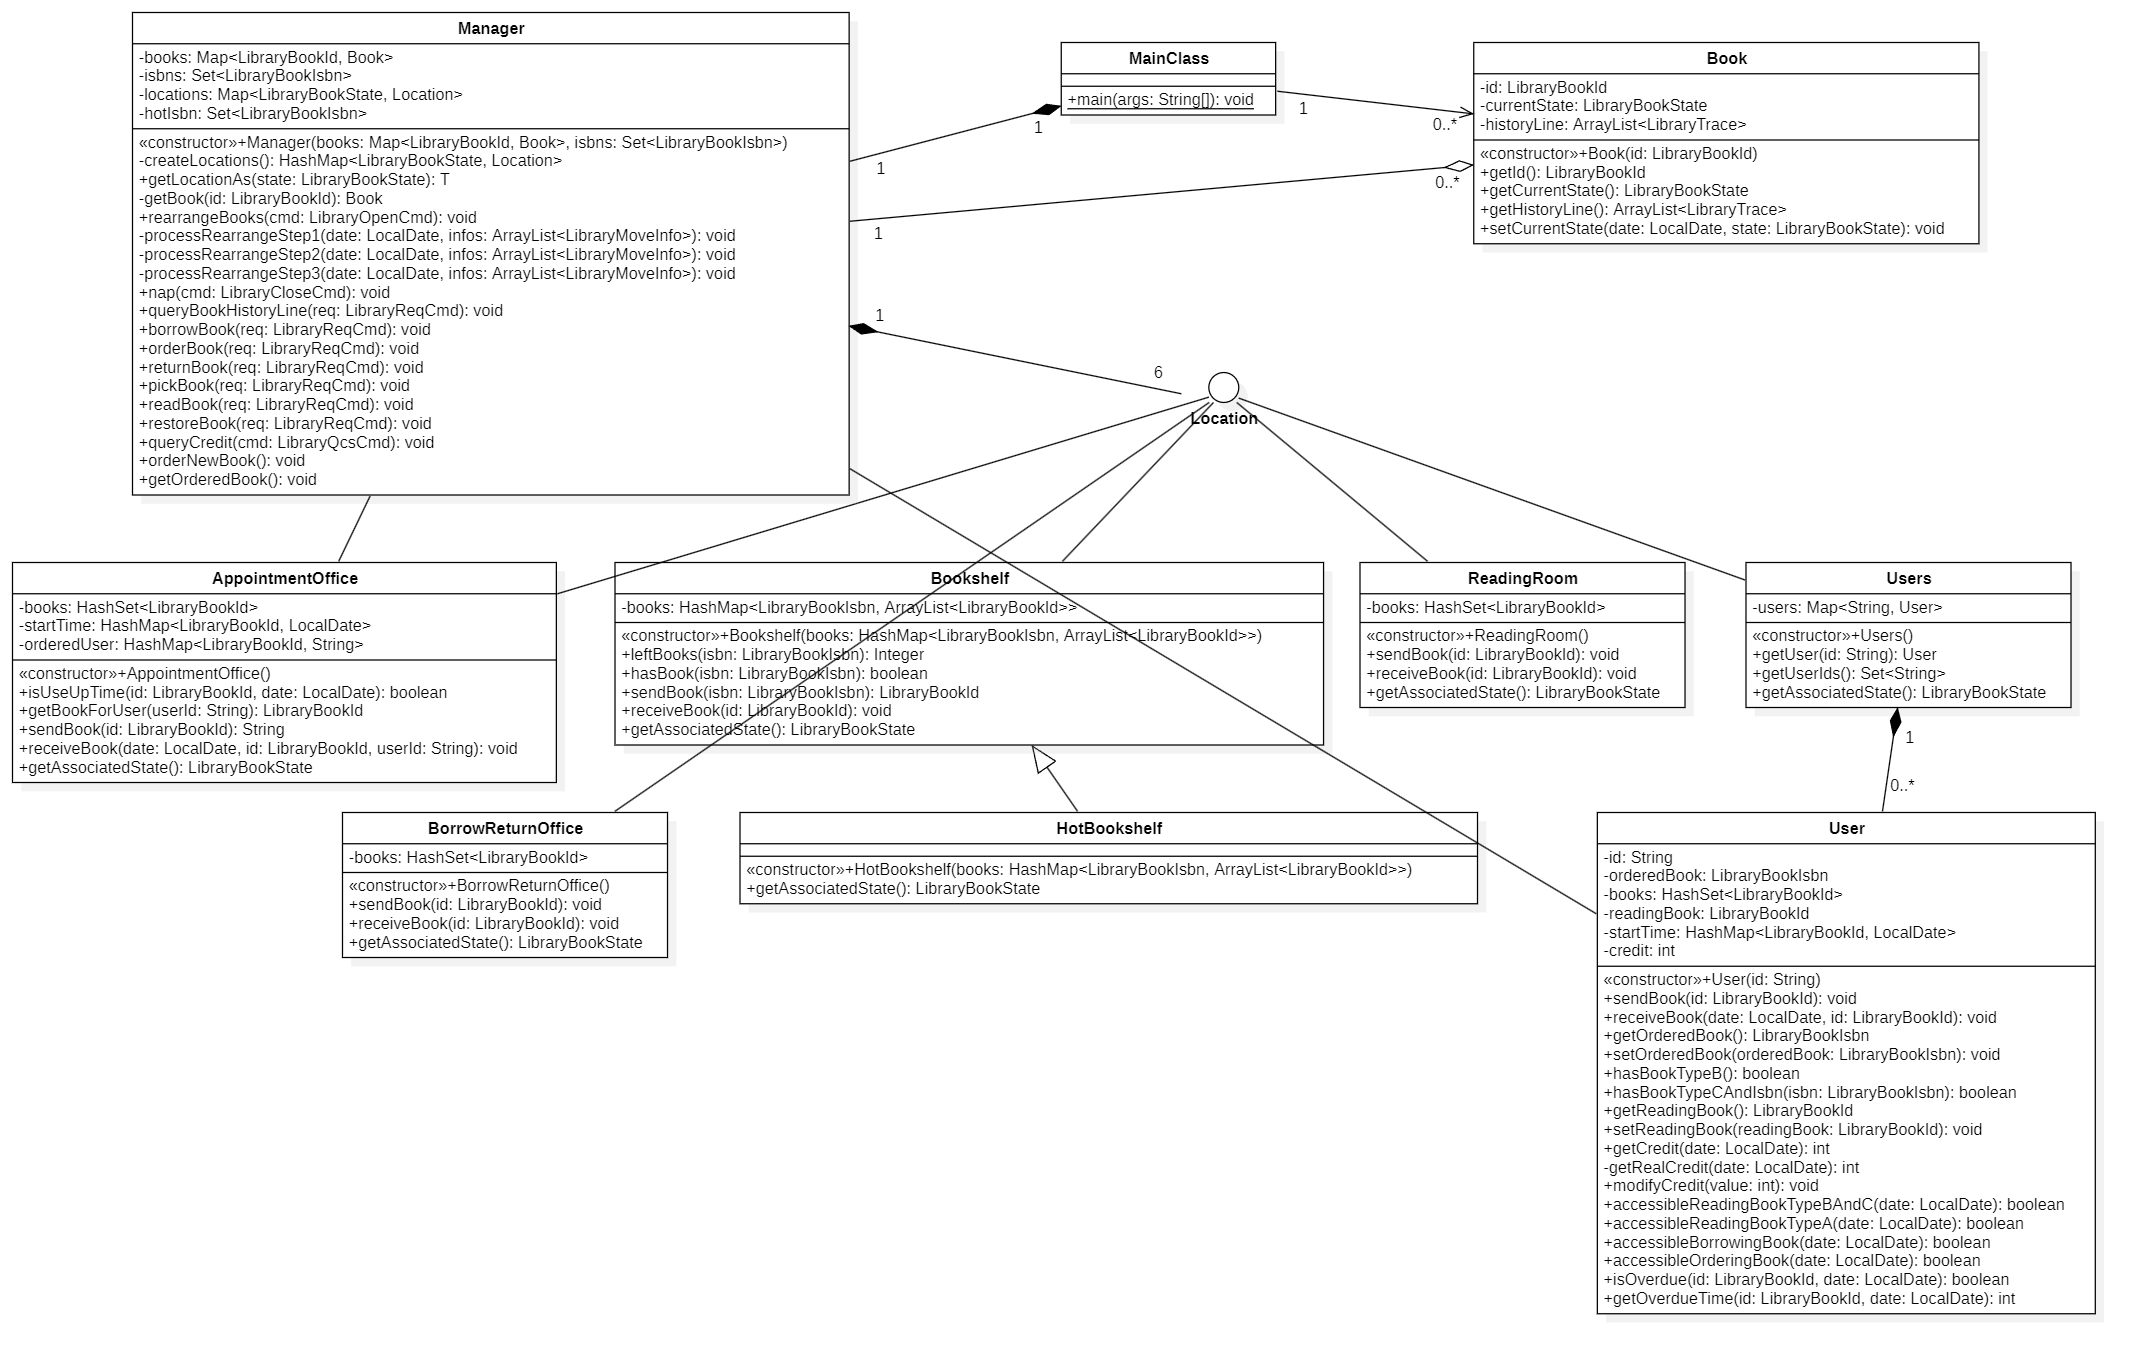 Manager
-books: Map<LibraryBookId, Book>
-isbns: Set<LibraryBookIsbn>
-locations: Map<LibraryBookState, Location>
-hotIsbn: Set<LibraryBookIsbn>
«constructor»+Manager(books: Map<LibraryBookId, Book>, isbns: Set<LibraryBookIsbn>)
-createLocations(): HashMap<LibraryBookState, Location>
+getLocationAs(state: LibraryBookState): T
-getBook(id: LibraryBookId): Book
+rearrangeBooks(cmd: LibraryOpenCmd): void
-processRearrangeStep1(date: LocalDate, infos: ArrayList<LibraryMoveInfo>): void
-processRearrangeStep2(date: LocalDate, infos: ArrayList<LibraryMoveInfo>): void
-processRearrangeStep3(date: LocalDate, infos: ArrayList<LibraryMoveInfo>): void
+nap(cmd: LibraryCloseCmd): void
+queryBookHistoryLine(req: LibraryReqCmd): void
+borrowBook(req: LibraryReqCmd): void
+orderBook(req: LibraryReqCmd): void
+returnBook(req: LibraryReqCmd): void
+pickBook(req: LibraryReqCmd): void
+readBook(req: LibraryReqCmd): void
+restoreBook(req: LibraryReqCmd): void
+queryCredit(cmd: LibraryQcsCmd): void
+orderNewBook(): void
+getOrderedBook(): void
MainClass
+main(args: String[]): void
Book
-id: LibraryBookId
-currentState: LibraryBookState
-historyLine: ArrayList<LibraryTrace>
«constructor»+Book(id: LibraryBookId)
+getId(): LibraryBookId
+getCurrentState(): LibraryBookState
+getHistoryLine(): ArrayList<LibraryTrace>
+setCurrentState(date: LocalDate, state: LibraryBookState): void
1
1
1
0..*
0..*
1
1
6
Location
AppointmentOffice
-books: HashSet<LibraryBookId>
-startTime: HashMap<LibraryBookId, LocalDate>
-orderedUser: HashMap<LibraryBookId, String>
«constructor»+AppointmentOffice()
+isUseUpTime(id: LibraryBookId, date: LocalDate): boolean
+getBookForUser(userId: String): LibraryBookId
+sendBook(id: LibraryBookId): String
+receiveBook(date: LocalDate, id: LibraryBookId, userId: String): void
+getAssociatedState(): LibraryBookState
Bookshelf
-books: HashMap<LibraryBookIsbn, ArrayList<LibraryBookId>>
«constructor»+Bookshelf(books: HashMap<LibraryBookIsbn, ArrayList<LibraryBookId>>)
+leftBooks(isbn: LibraryBookIsbn): Integer
+hasBook(isbn: LibraryBookIsbn): boolean
+sendBook(isbn: LibraryBookIsbn): LibraryBookId
+receiveBook(id: LibraryBookId): void
+getAssociatedState(): LibraryBookState
ReadingRoom
-books: HashSet<LibraryBookId>
«constructor»+ReadingRoom()
+sendBook(id: LibraryBookId): void
+receiveBook(id: LibraryBookId): void
+getAssociatedState(): LibraryBookState
Users
-users: Map<String, User>
«constructor»+Users()
+getUser(id: String): User
+getUserIds(): Set<String>
+getAssociatedState(): LibraryBookState
1
0..*
BorrowReturnOffice
-books: HashSet<LibraryBookId>
«constructor»+BorrowReturnOffice()
+sendBook(id: LibraryBookId): void
+receiveBook(id: LibraryBookId): void
+getAssociatedState(): LibraryBookState
HotBookshelf
«constructor»+HotBookshelf(books: HashMap<LibraryBookIsbn, ArrayList<LibraryBookId>>)
+getAssociatedState(): LibraryBookState
User
-id: String
-orderedBook: LibraryBookIsbn
-books: HashSet<LibraryBookId>
-readingBook: LibraryBookId
-startTime: HashMap<LibraryBookId, LocalDate>
-credit: int
«constructor»+User(id: String)
+sendBook(id: LibraryBookId): void
+receiveBook(date: LocalDate, id: LibraryBookId): void
+getOrderedBook(): LibraryBookIsbn
+setOrderedBook(orderedBook: LibraryBookIsbn): void
+hasBookTypeB(): boolean
+hasBookTypeCAndIsbn(isbn: LibraryBookIsbn): boolean
+getReadingBook(): LibraryBookId
+setReadingBook(readingBook: LibraryBookId): void
+getCredit(date: LocalDate): int
-getRealCredit(date: LocalDate): int
+modifyCredit(value: int): void
+accessibleReadingBookTypeBAndC(date: LocalDate): boolean
+accessibleReadingBookTypeA(date: LocalDate): boolean
+accessibleBorrowingBook(date: LocalDate): boolean
+accessibleOrderingBook(date: LocalDate): boolean
+isOverdue(id: LibraryBookId, date: LocalDate): boolean
+getOverdueTime(id: LibraryBookId, date: LocalDate): int